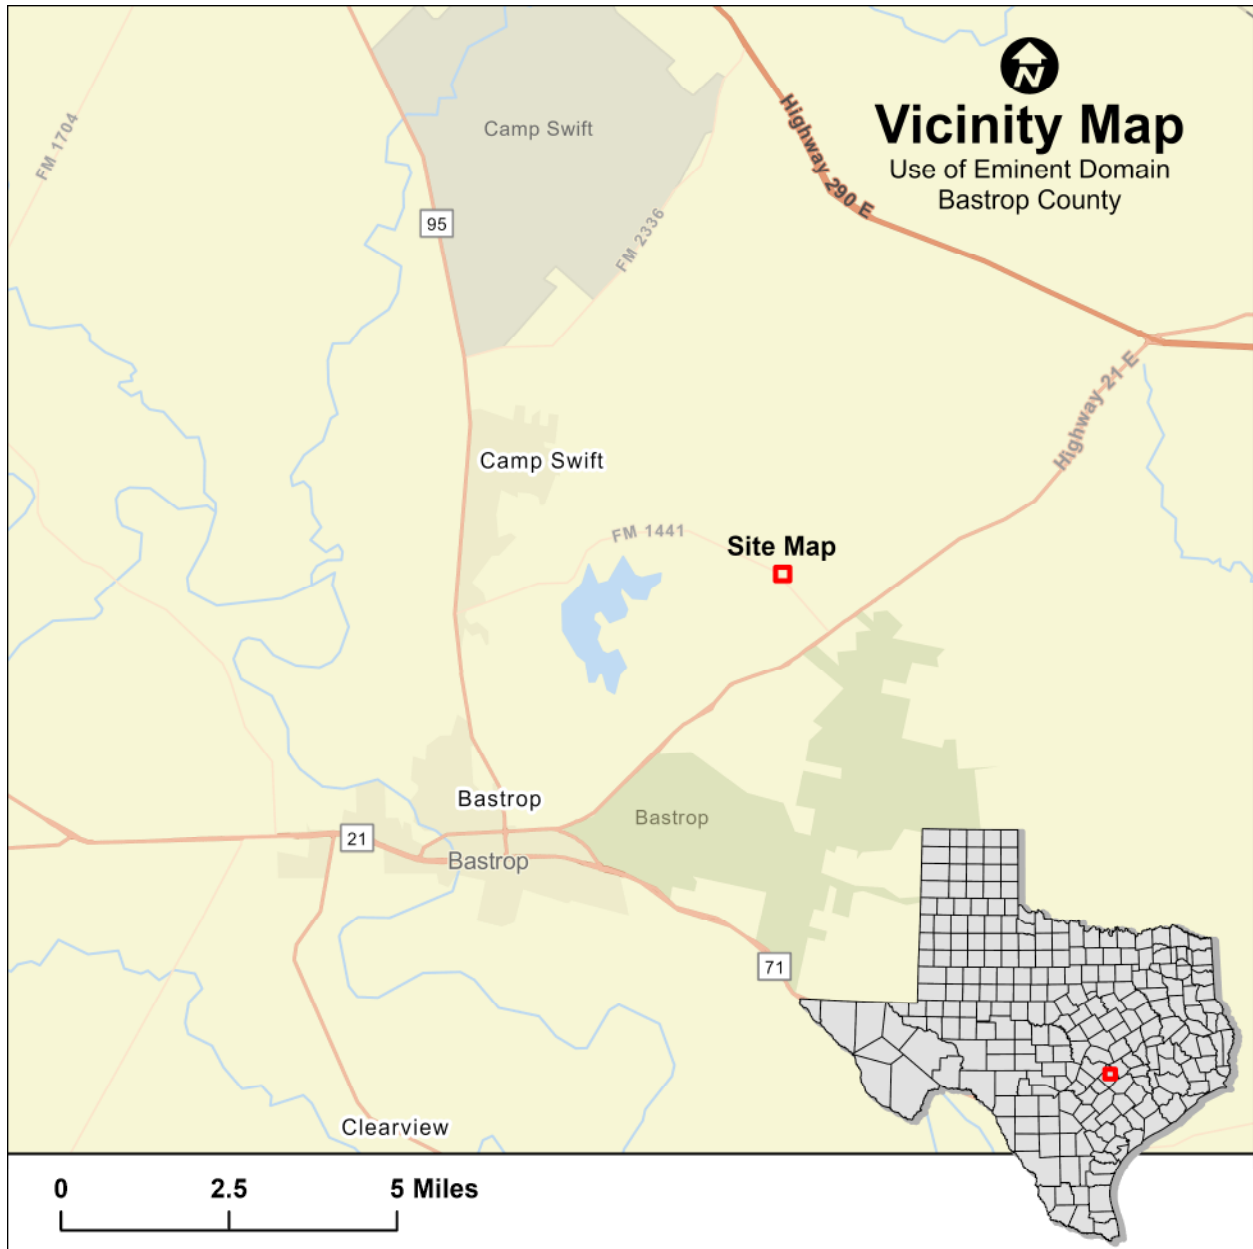 N
Vicinity Map
Use of Eminent Domain
Bastrop County
Camp Swift
FM 1704
Highway 290 E
95
FM 2336
Highway 21 E
Camp Swift
FM 1441
Site Map
Bastrop
Bastrop
21
Bastrop
71
Clearview
0 2.5 5 Miles